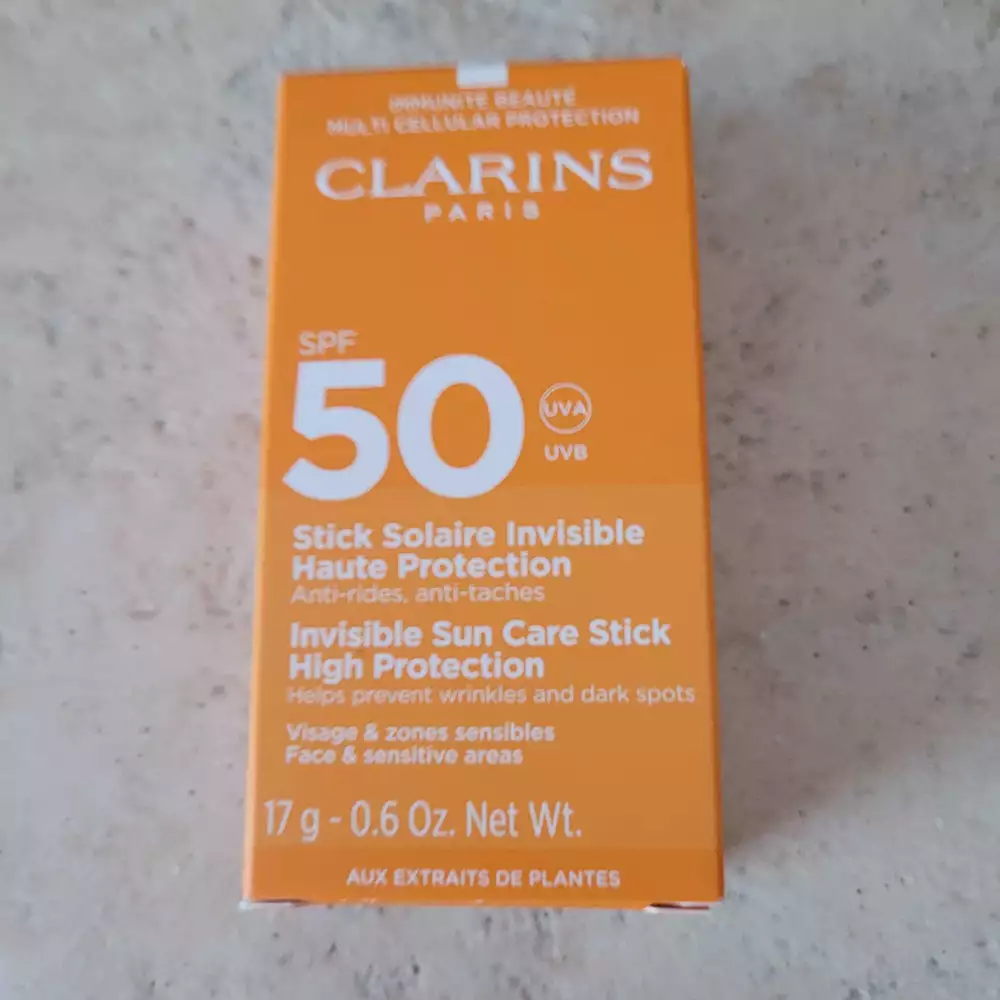 IMMUNITÉ BEAUTÉ
MULTI CELLULAR PROTECTION
CLARINS
PARIS
SPF
50
UVA
UVB
Stick Solaire Invisible
Haute Protection
Anti-rides, anti-taches
Invisible Sun Care Stick
High Protection
Helps prevent wrinkles and dark spots
Visage & zones sensibles
Face & sensitive areas
17 g - 0.6 Oz. Net Wt.
AUX EXTRAITS DE PLANTES